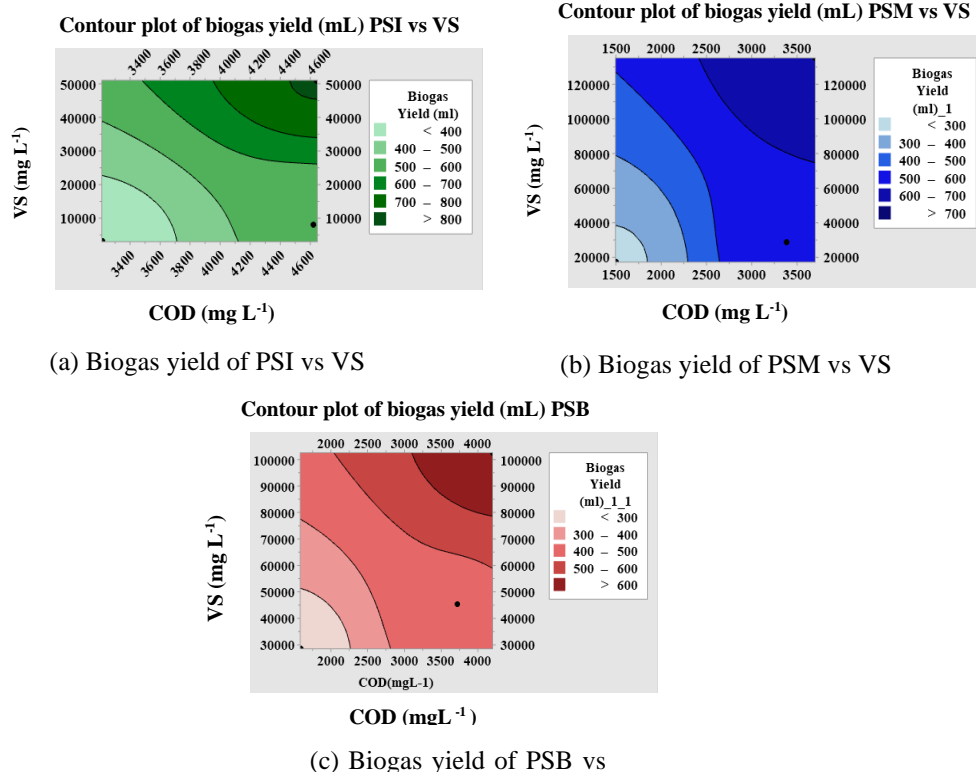 Contour plot of biogas yield (mL) PSI vs VS
3400 3600 3800 4000 4200 4400 4600
50000 40000 30000 20000 10000
VS (mg L-1)
50000 40000 30000 20000 10000
3400 3600 3800 4000 4200 4400 4600
COD (mg L-1)
Biogas
Yield (ml)
< 400
400 – 500
500 – 600
600 – 700
700 – 800
> 800
(a) Biogas yield of PSI vs VS
Contour plot of biogas yield (mL) PSM vs VS
1500 2000 2500 3000 3500
120000 100000 80000 60000 40000 20000
VS (mg L-1)
120000 100000 80000 60000 40000 20000
1500 2000 2500 3000 3500
COD (mg L-1)
Biogas
Yield
(ml)_1
< 300
300 – 400
400 – 500
500 – 600
600 – 700
> 700
(b) Biogas yield of PSM vs VS
Contour plot of biogas yield (mL) PSB
2000 2500 3000 3500 4000
100000 90000 80000 70000 60000 50000 40000 30000
VS (mg L-1)
100000 90000 80000 70000 60000 50000 40000 30000
2000 2500 3000 3500 4000
COD(mgL-1)
COD (mgL-1)
Biogas
Yield
(ml)_1_1
< 300
300 – 400
400 – 500
500 – 600
> 600
(c) Biogas yield of PSB vs